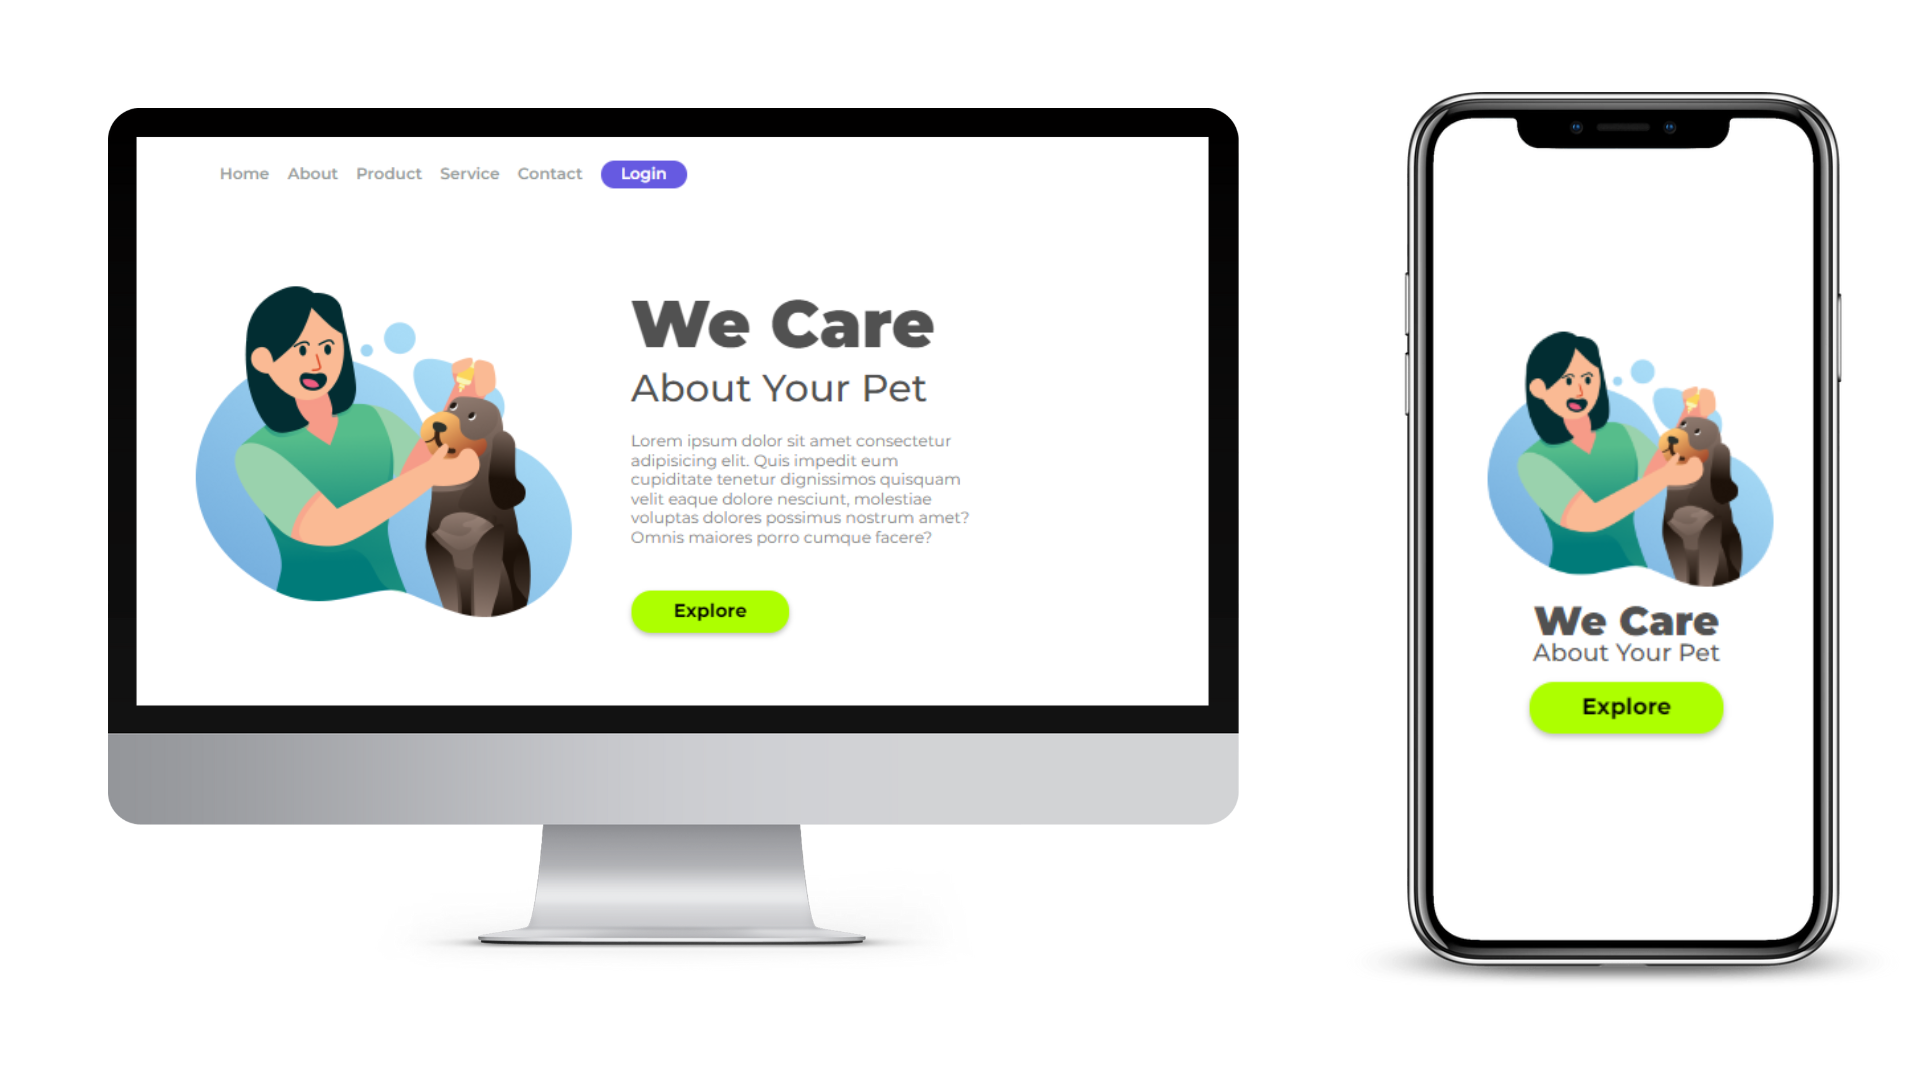 Home About Product Service Contact Login
We Care
About Your Pet
Lorem ipsum dolor sit amet consectetur
adipisicing elit. Quis impedit eum
cupiditate tenetur dignissimos quisquam
velit eaque dolore nesciunt, molestiae
voluptas dolores possimus nostrum amet?
Omnis maiores porro cumque facere?
Explore
We Care
About Your Pet
Explore